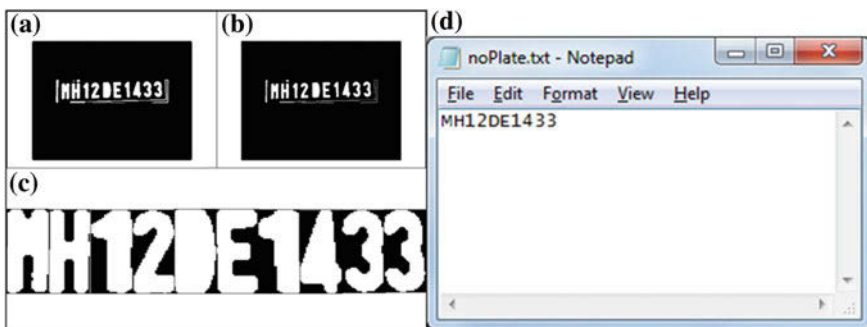 (a)
MH12DE1433
(b)
MH12DE1433
(c)
MH12DE1433
(d)
noPlate.txt - Notepad
File Edit Format View Help
MH12DE1433